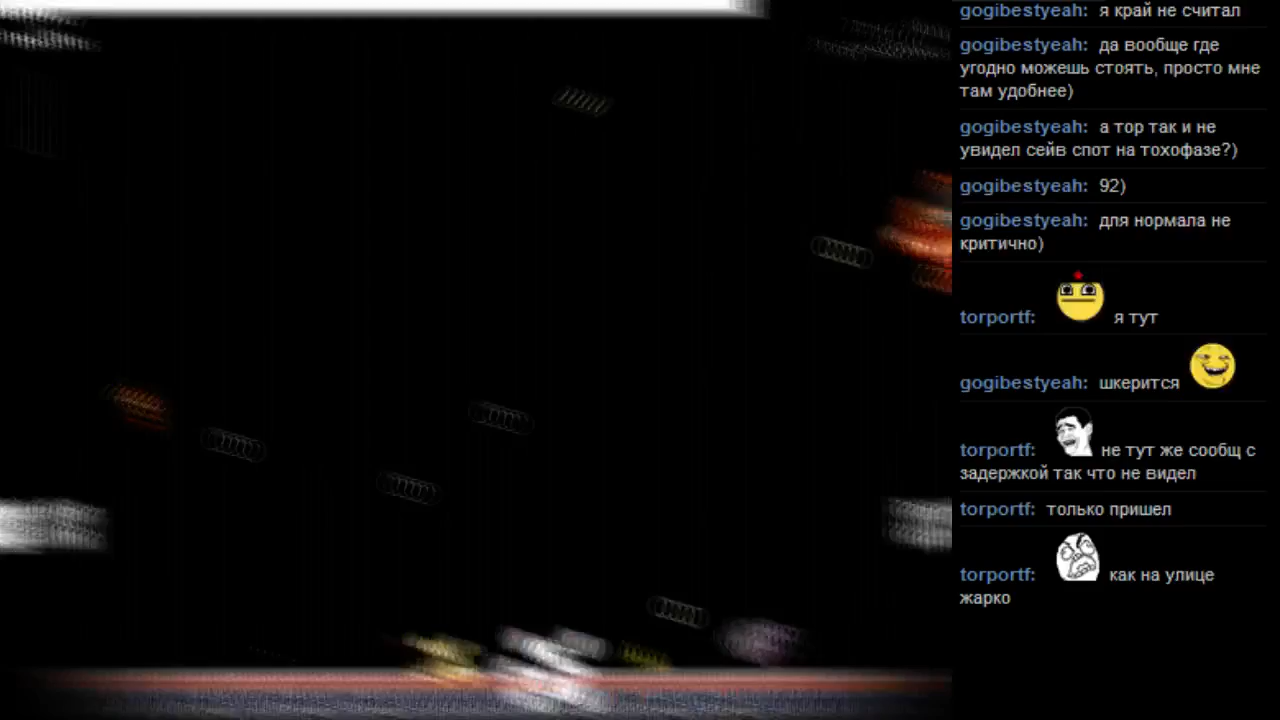 gogibestyeah: я край не считал
gogibestyeah: да вообще где
угодно можешь стоять, просто мне
там удобнее)
gogibestyeah: а тор так и не
увидел сейв спот на тохофазе?)
gogibestyeah: 92)
gogibestyeah: для нормала не
критично)
torportf: я тут
gogibestyeah: шкерится
torportf: не тут же сообщ с
задержкой так что не видел
torportf: только пришел
torportf: как на улице
жарко